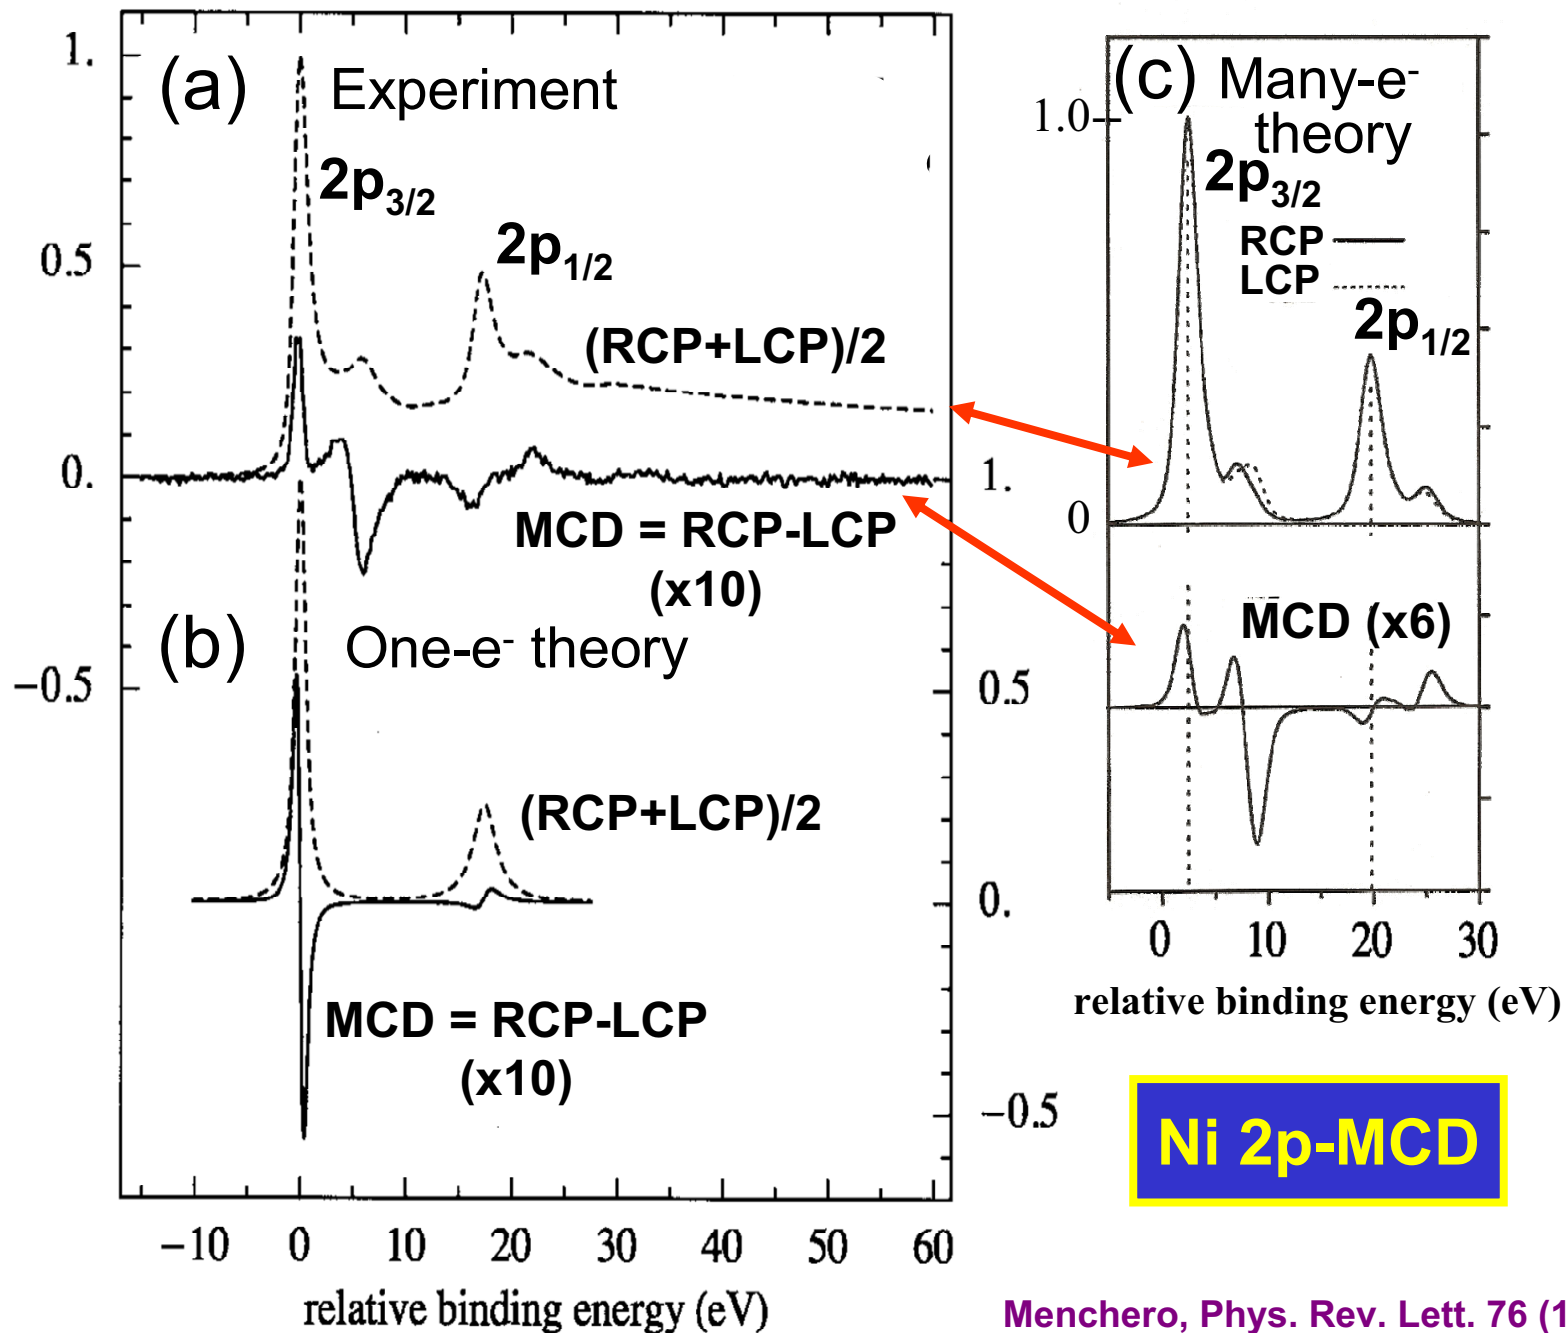 (a) Experiment
2p3/2
2p1/2
(RCP+LCP)/2
MCD = RCP-LCP
(x10)
1.
0.5
0.
−0.5
(b) One-e- theory
(RCP+LCP)/2
MCD = RCP-LCP
(x10)
1.
0.5
0.
−0.5
−10 0 10 20 30 40 50 60
relative binding energy (eV)
(c) Many-e-
theory
1.0
0
2p3/2
RCP
LCP
2p1/2
MCD (x6)
0 10 20 30
relative binding energy (eV)
Ni 2p-MCD
Menchero, Phys. Rev. Lett. 76 (1